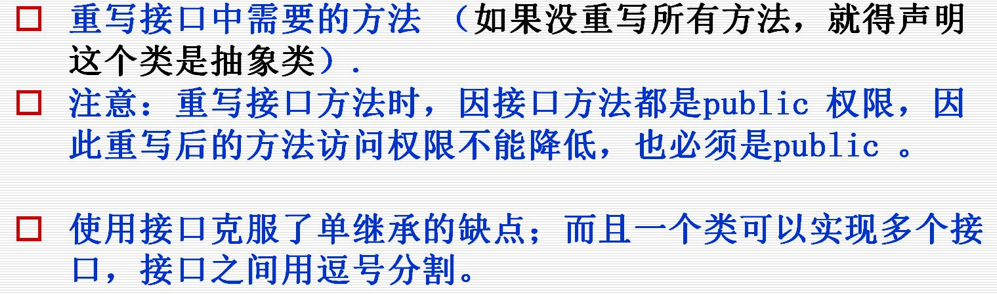 重写接口中需要的方法 （如果没重写所有方法，就得声明
这个类是抽象类）.
注意：重写接口方法时，因接口方法都是public 权限，因
此重写后的方法访问权限不能降低，也必须是public 。
使用接口克服了单继承的缺点；而且一个类可以实现多个接
口，接口之间用逗号分割。